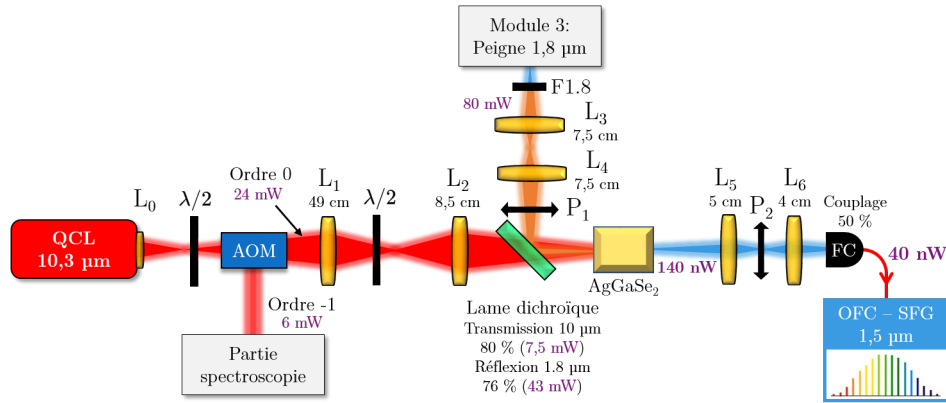 Module 3:
Peigne 1,8 µm
F1.8
80 mW
L3
7,5 cm
L4
7,5 cm
P1
L0
λ/2
Ordre 0
24 mW
L1
49 cm
λ/2
L2
8,5 cm
L5
5 cm
P2
L6
4 cm
Couplage
50 %
QCL
10,3 µm
AOM
FC
40 nW
140 nW
AgGaSe2
Ordre -1
6 mW
Lame dichroïque
Transmission 10 µm
80 % (7,5 mW)
Réflexion 1.8 µm
76 % (43 mW)
Partie
spectroscopie
OFC – SFG
1,5 µm